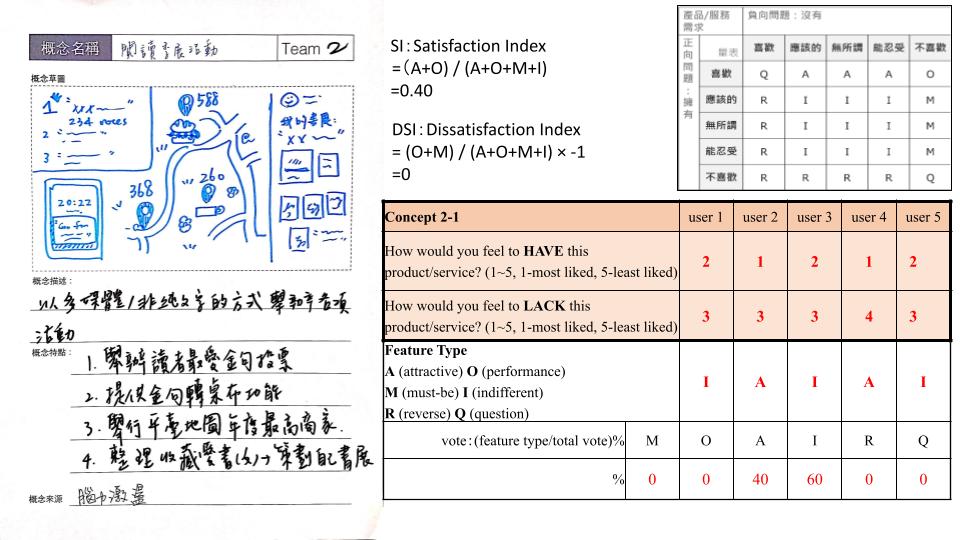 概念名稱 閱讀書展活動 Team 2
概念草圖
1 "xxx
234 votes
2
3
20:22
588
368
260
@
我的書展:
"xx
概念描述:
以多媒體/非純文字的方式舉辦年度各項
活動
概念特點:
1. 舉辦讀者最愛金句投票
2. 提供金句轉桌布功能
3. 舉行平臺地圖年度最高商家.
4. 整理收藏愛書(文)→策劃自己書展
概念來源 腦力激盪
SI：Satisfaction Index
=（A+O) / (A+O+M+I)
=0.40
DSI：Dissatisfaction Index
= (O+M) / (A+O+M+I) × -1
=0
產品/服務需求 負向問題：沒有
正向問題：擁有 量表 喜歡 應該的 無所謂 能忍受 不喜歡
喜歡 Q A A A O
應該的 R I I I M
無所謂 R I I I M
能忍受 R I I I M
不喜歡 R R R R Q
Concept 2-1 user 1 user 2 user 3 user 4 user 5
How would you feel to HAVE this
product/service? (1~5, 1-most liked, 5-least liked) 2 1 2 1 2
How would you feel to LACK this
product/service? (1~5, 1-most liked, 5-least liked) 3 3 3 4 3
Feature Type
A (attractive) O (performance)
M (must-be) I (indifferent)
R (reverse) Q (question)
I A I A I
vote：(feature type/total vote)% M O A I R Q
% 0 0 40 60 0 0